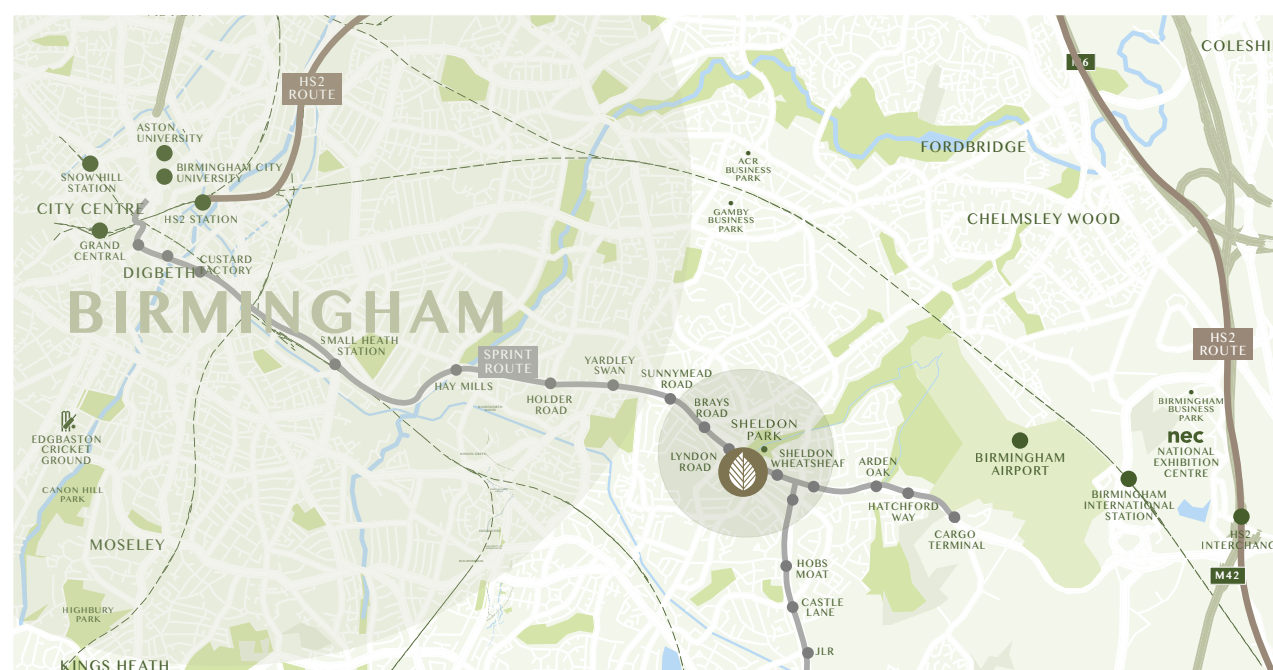 COLESHI
M6
HS2
ROUTE
ASTON
UNIVERSITY
BIRMINGHAM CITY
UNIVERSITY
SNOW HILL
STATION
CITY CENTRE
HS2 STATION
GRAND
CENTRAL
DIGBETH
CUSTARD
FACTORY
BIRMINGHAM
SMALL HEATH
STATION
SPRINT
ROUTE
HAY MILLS
HOLDER
ROAD
YARDLEY
SWAN
SUNNYMEAD
ROAD
BRAYS
ROAD
SHELDON
PARK
LYNDON
ROAD
SHELDON
WHEATSHEAF
ARDEN
OAK
HATCHFORD
WAY
CARGO
TERMINAL
HOBS
MOAT
CASTLE
LANE
JLR
ACR
BUSINESS
PARK
GAMBY
BUSINESS
PARK
FORDBRIDGE
CHELMSLEY WOOD
HS2
ROUTE
BIRMINGHAM
BUSINESS
PARK
nec
NATIONAL
EXHIBITION
CENTRE
BIRMINGHAM
AIRPORT
BIRMINGHAM
INTERNATIONAL
STATION
HS2
INTERCHANG
M42
EDGBASTON
CRICKET
GROUND
CANON HILL
PARK
MOSELEY
HIGHBURY
PARK
KINGS HEATH